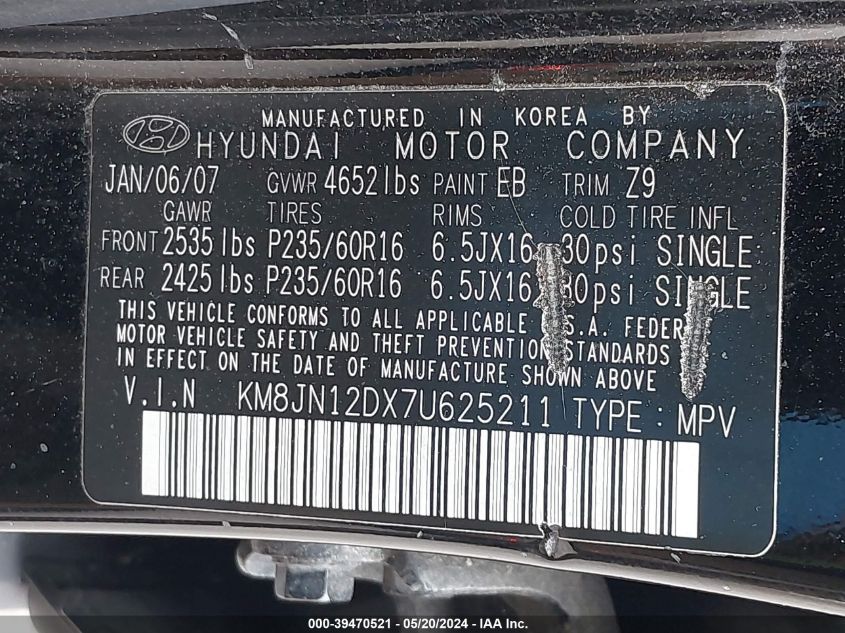 MANUFACTURED IN KOREA BY
HYUNDAI MOTOR COMPANY
JAN/06/07 GVWR 4652lbs PAINT EB TRIM Z9
GAWR TIRES RIMS COLD TIRE INFL
FRONT 2535 lbs P235/60R16 6.5JX16 30psi SINGLE
REAR 2425 lbs P235/60R16 6.5JX16 30psi SINGLE
THIS VEHICLE CONFORMS TO ALL APPLICABLE
MOTOR VEHICLE SAFETY AND THEFT PREVENTION STANDARDS
IN EFFECT ON THE DATE OF MANUFACTURE SHOWN ABOVE
V.I.N KM8JN12DX7U625211 TYPE : MPV
000-39470521 - 05/20/2024 - IAA Inc.